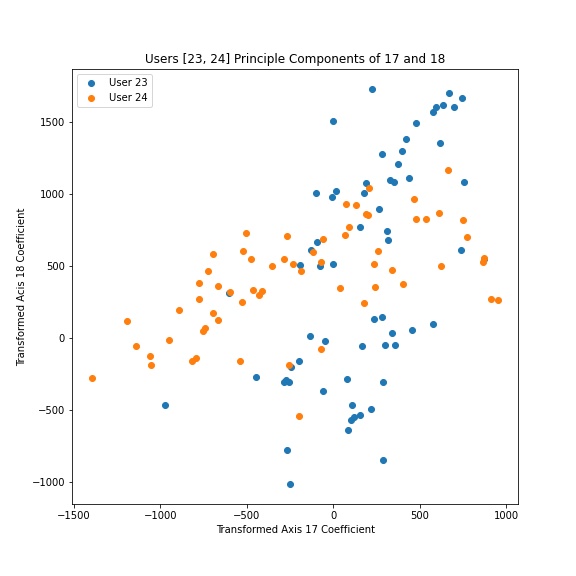 Users [23, 24] Principle Components of 17 and 18
User 23
User 24
Transformed Acis 18 Coefficient
1500
1000
500
0
−500
−1000
−1500
−1000
−500
0
500
1000
Transformed Axis 17 Coefficient